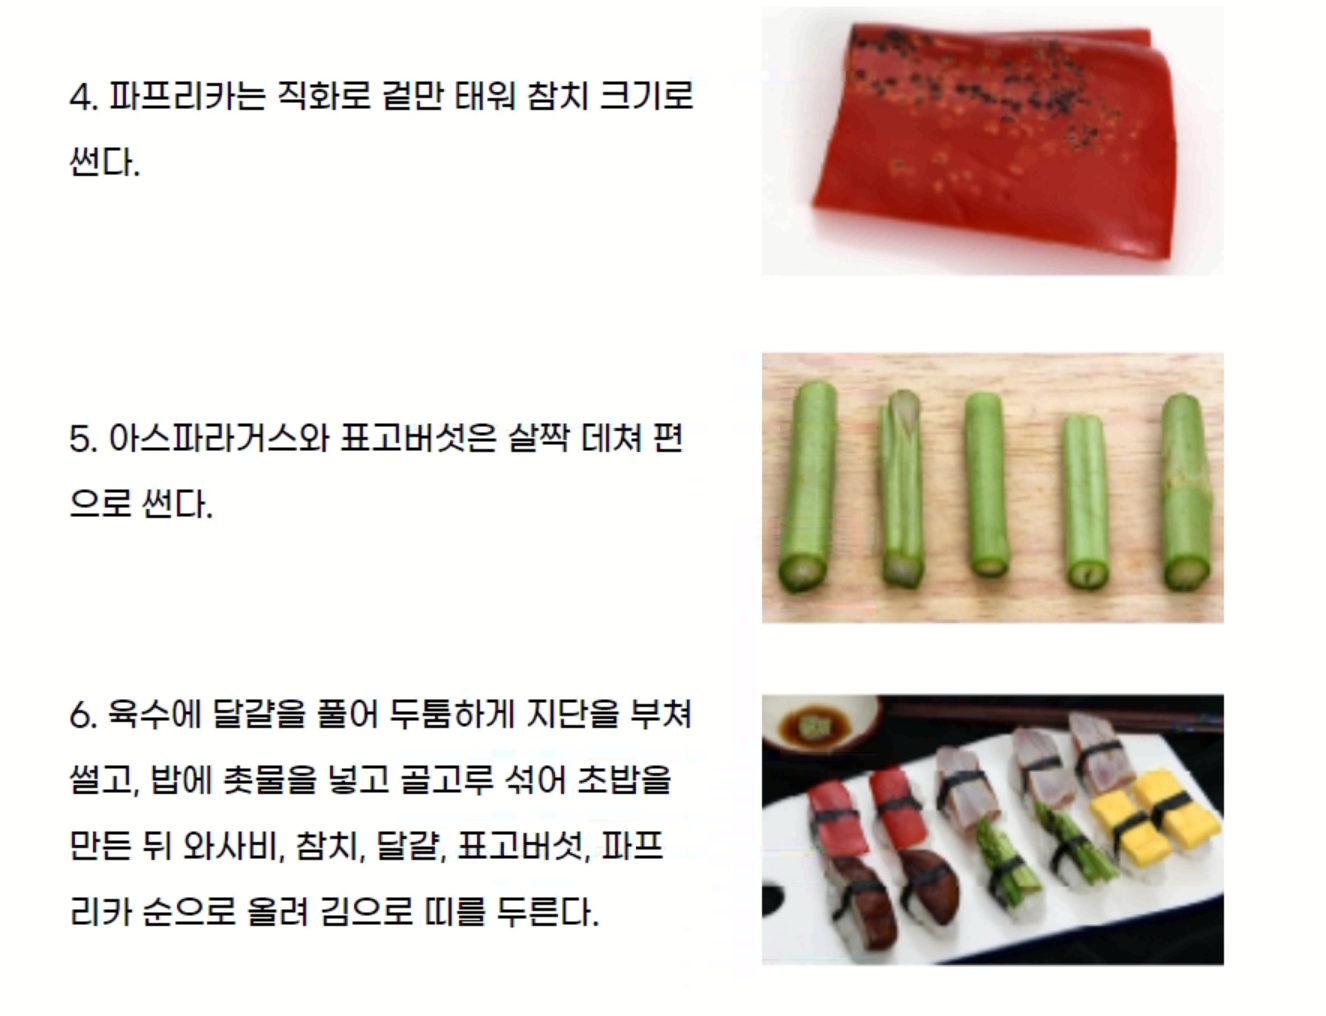 4. 파프리카는 직화로 겉만 태워 참치 크기로
썬다.
5. 아스파라거스와 표고버섯은 살짝 데쳐 편
으로 썬다.
6. 육수에 달걀을 풀어 두툼하게 지단을 부쳐
썰고, 밥에 촛물을 넣고 골고루 섞어 초밥을
만든 뒤 와사비, 참치, 달걀, 표고버섯, 파프
리카 순으로 올려 김으로 띠를 두른다.